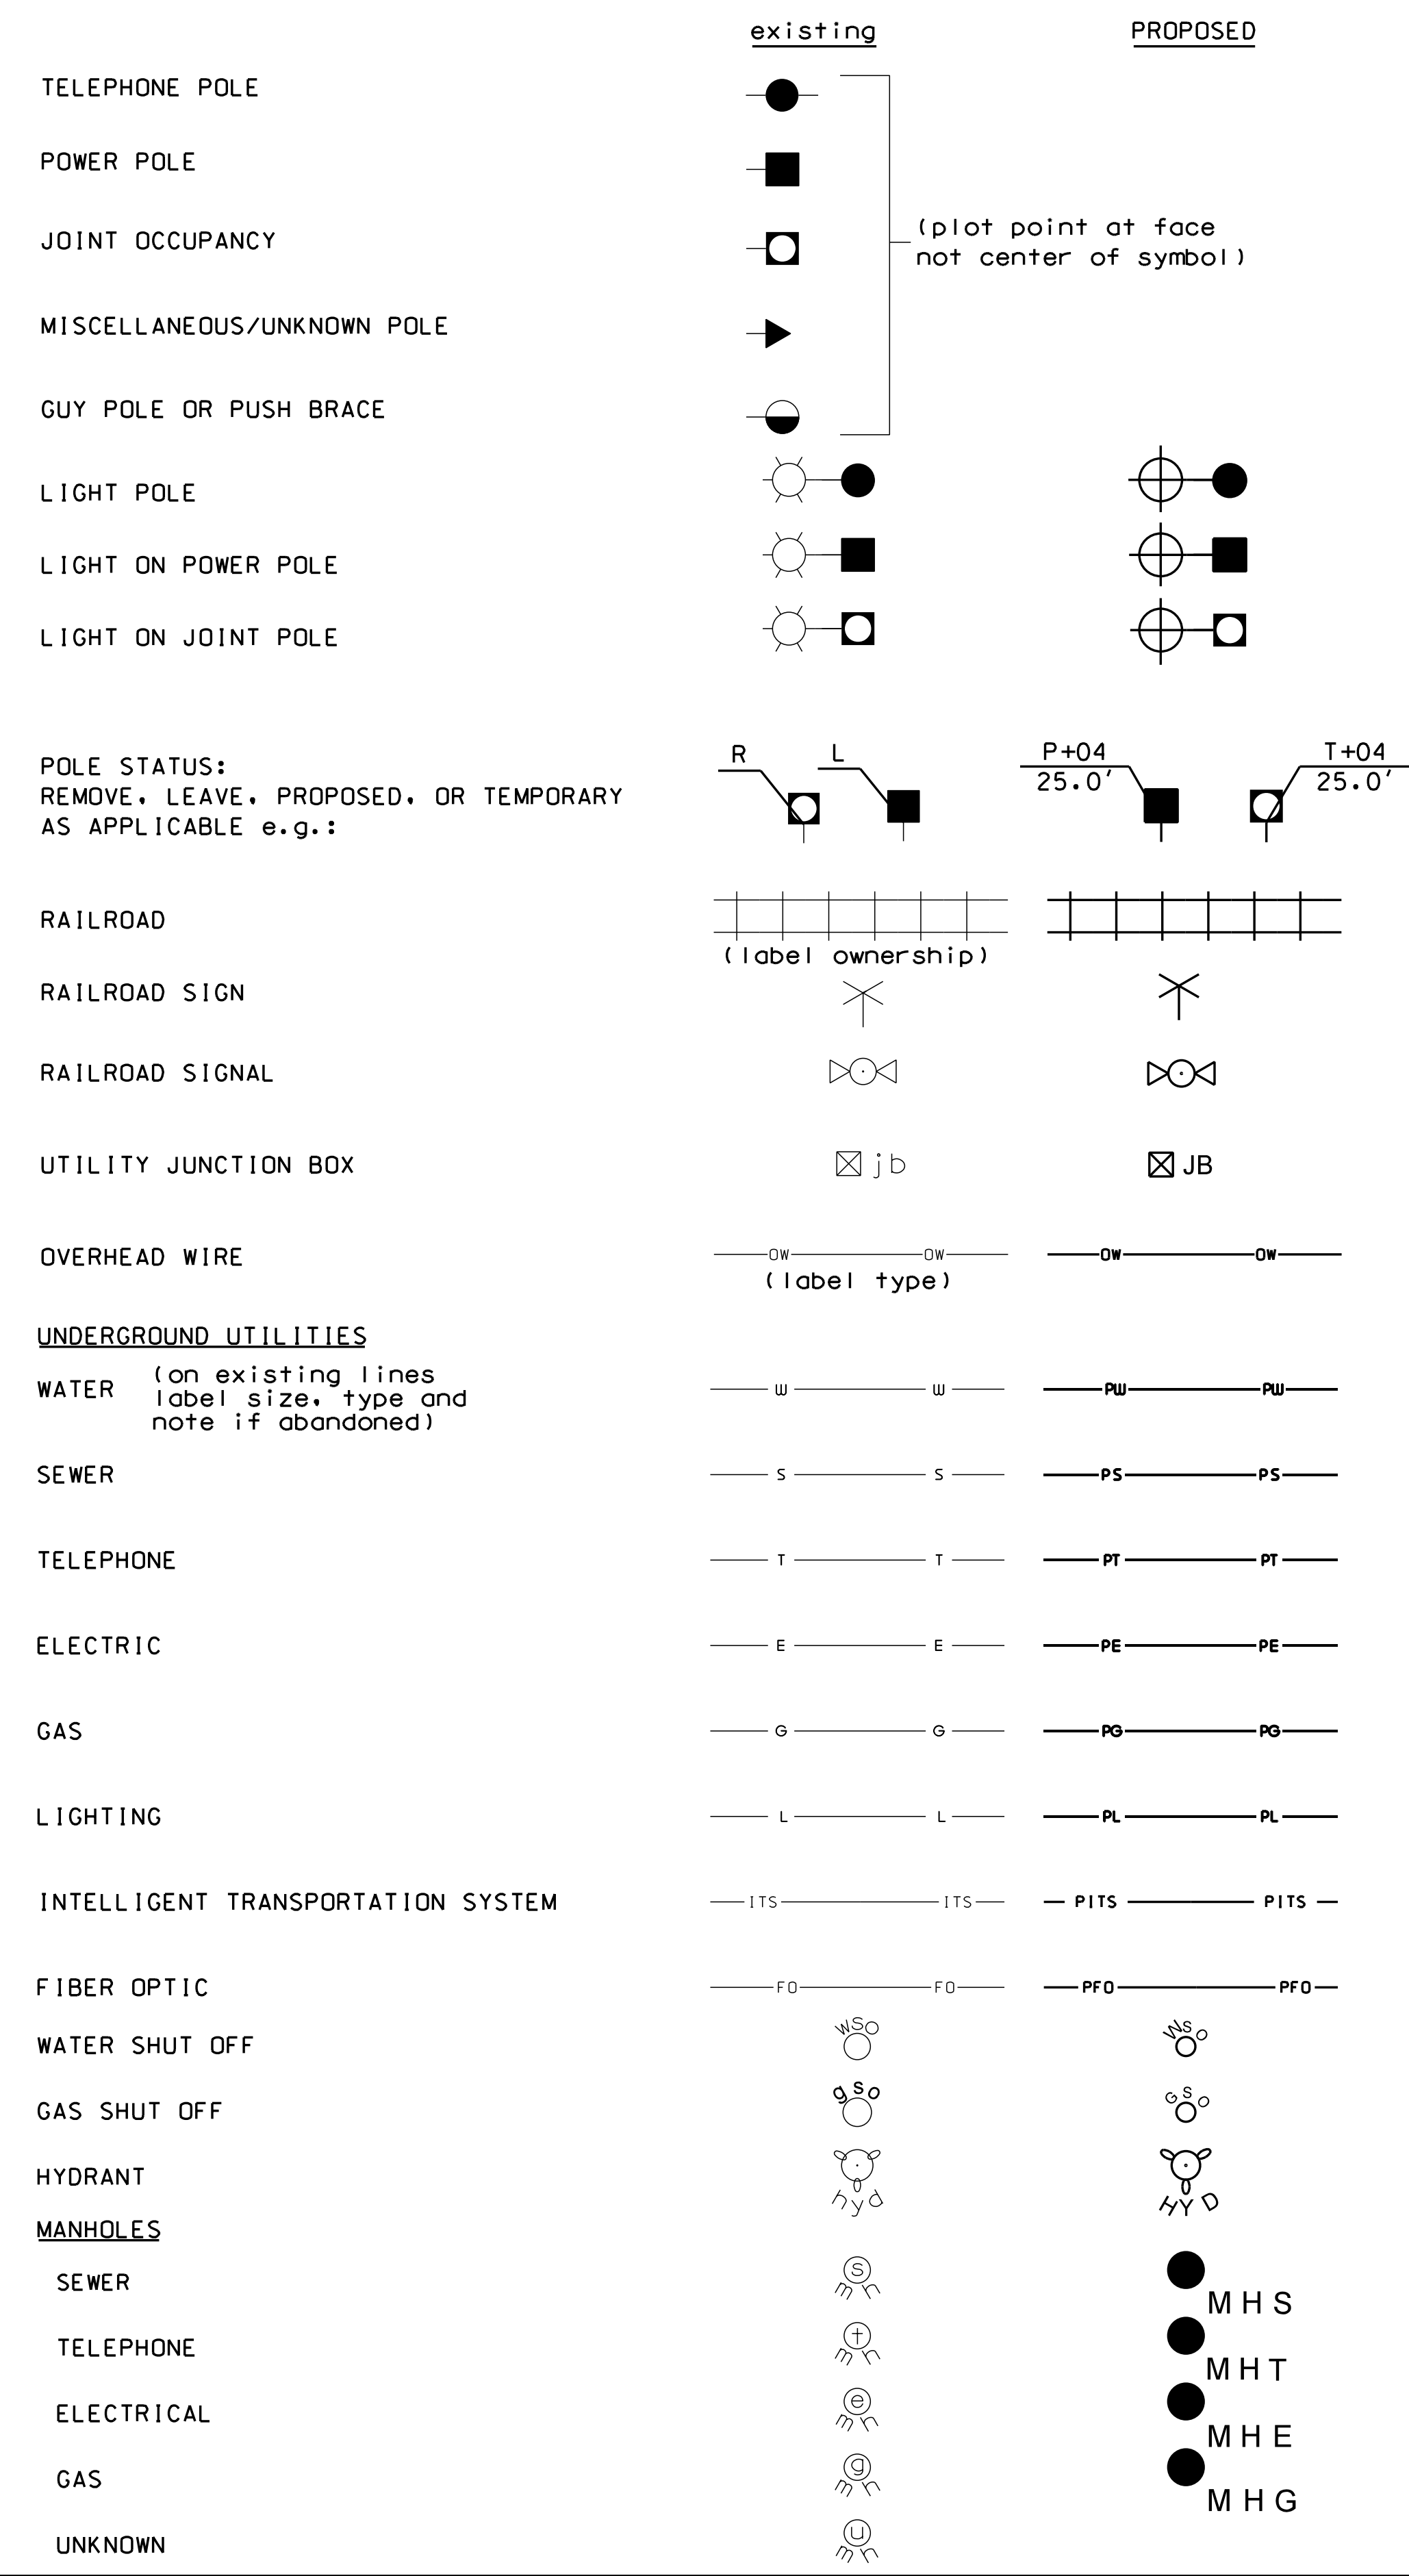 existing PROPOSED
TELEPHONE POLE
POWER POLE
JOINT OCCUPANCY
(plot point at face
not center of symbol)
MISCELLANEOUS/UNKNOWN POLE
GUY POLE OR PUSH BRACE
LIGHT POLE
LIGHT ON POWER POLE
LIGHT ON JOINT POLE
POLE STATUS:
REMOVE, LEAVE, PROPOSED, OR TEMPORARY
AS APPLICABLE e.g.:
R L P+04 T+04
25.0' 25.0'
RAILROAD
(label ownership)
RAILROAD SIGN
RAILROAD SIGNAL
UTILITY JUNCTION BOX jb JB
OVERHEAD WIRE OW OW OW OW
(label type)
UNDERGROUND UTILITIES
WATER (on existing lines
label size, type and
note if abandoned)
W W PW PW
SEWER S S PS PS
TELEPHONE T T PT PT
ELECTRIC E E PE PE
GAS G G PG PG
LIGHTING L L PL PL
INTELLIGENT TRANSPORTATION SYSTEM ITS ITS PITS PITS
FIBER OPTIC FO FO PFO PFO
WATER SHUT OFF WSO WSO
GAS SHUT OFF gso GSO
HYDRANT hyd HYD
MANHOLES
SEWER s mh MHS
TELEPHONE t mh MHT
ELECTRICAL e mh MHE
GAS g mh MHG
UNKNOWN u mh